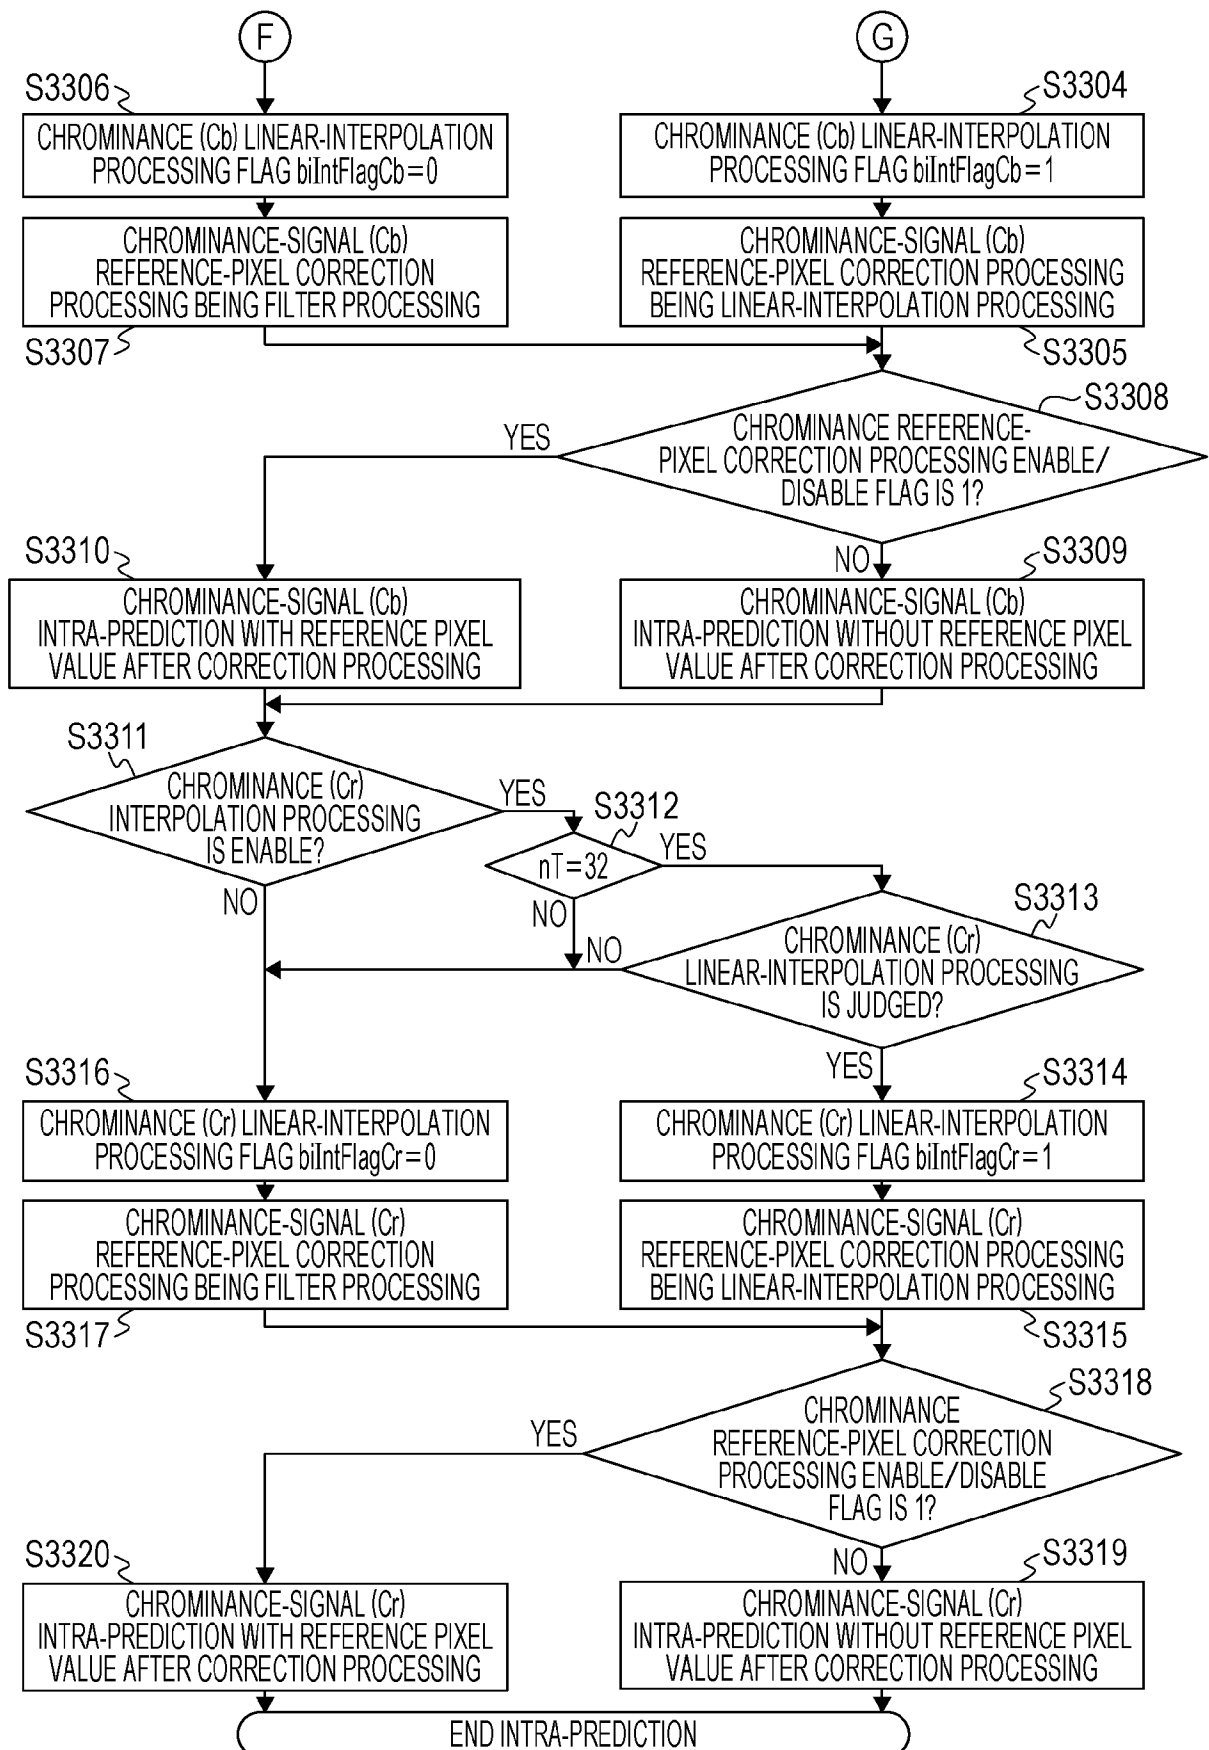 F
G
S3306
S3304
CHROMINANCE (Cb) LINEAR-INTERPOLATION
PROCESSING FLAG biIntFlagCb=0
CHROMINANCE (Cb) LINEAR-INTERPOLATION
PROCESSING FLAG biIntFlagCb=1
CHROMINANCE-SIGNAL (Cb)
REFERENCE-PIXEL CORRECTION
PROCESSING BEING FILTER PROCESSING
CHROMINANCE-SIGNAL (Cb)
REFERENCE-PIXEL CORRECTION PROCESSING
BEING LINEAR-INTERPOLATION PROCESSING
S3307
S3305
S3308
YES
CHROMINANCE REFERENCE-
PIXEL CORRECTION PROCESSING ENABLE/
DISABLE FLAG IS 1?
NO
S3310
S3309
CHROMINANCE-SIGNAL (Cb)
INTRA-PREDICTION WITH REFERENCE PIXEL
VALUE AFTER CORRECTION PROCESSING
CHROMINANCE-SIGNAL (Cb)
INTRA-PREDICTION WITHOUT REFERENCE PIXEL
VALUE AFTER CORRECTION PROCESSING
S3311
CHROMINANCE (Cr)
INTERPOLATION PROCESSING
IS ENABLE?
YES
S3312
nT=32
YES
NO
NO
S3313
CHROMINANCE (Cr)
LINEAR-INTERPOLATION PROCESSING
IS JUDGED?
NO
YES
S3316
S3314
CHROMINANCE (Cr) LINEAR-INTERPOLATION
PROCESSING FLAG biIntFlagCr=0
CHROMINANCE (Cr) LINEAR-INTERPOLATION
PROCESSING FLAG biIntFlagCr=1
CHROMINANCE-SIGNAL (Cr)
REFERENCE-PIXEL CORRECTION
PROCESSING BEING FILTER PROCESSING
CHROMINANCE-SIGNAL (Cr)
REFERENCE-PIXEL CORRECTION PROCESSING
BEING LINEAR-INTERPOLATION PROCESSING
S3317
S3315
S3318
YES
CHROMINANCE
REFERENCE-PIXEL CORRECTION
PROCESSING ENABLE/DISABLE
FLAG IS 1?
NO
S3320
S3319
CHROMINANCE-SIGNAL (Cr)
INTRA-PREDICTION WITH REFERENCE PIXEL
VALUE AFTER CORRECTION PROCESSING
CHROMINANCE-SIGNAL (Cr)
INTRA-PREDICTION WITHOUT REFERENCE PIXEL
VALUE AFTER CORRECTION PROCESSING
END INTRA-PREDICTION